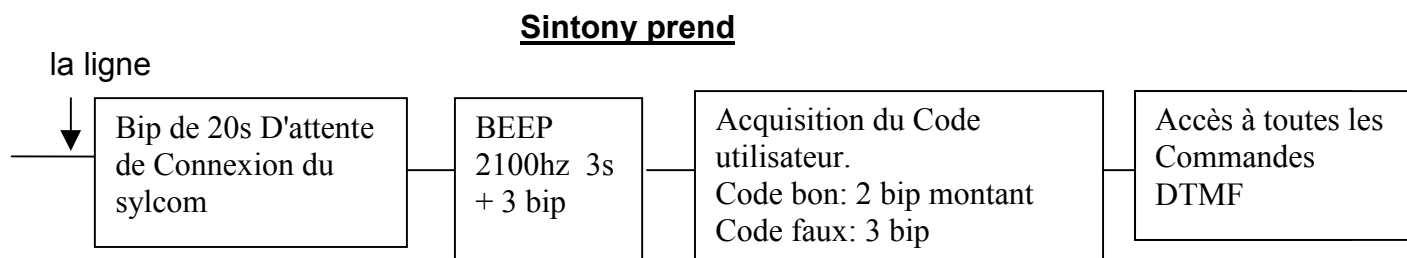 Sintony prend
la ligne
Bip de 20s D'attente
de Connexion du
sylcom
BEEP
2100hz 3s
+ 3 bip
Acquisition du Code
utilisateur.
Code bon: 2 bip montant
Code faux: 3 bip
Accès à toutes les
Commandes
DTMF